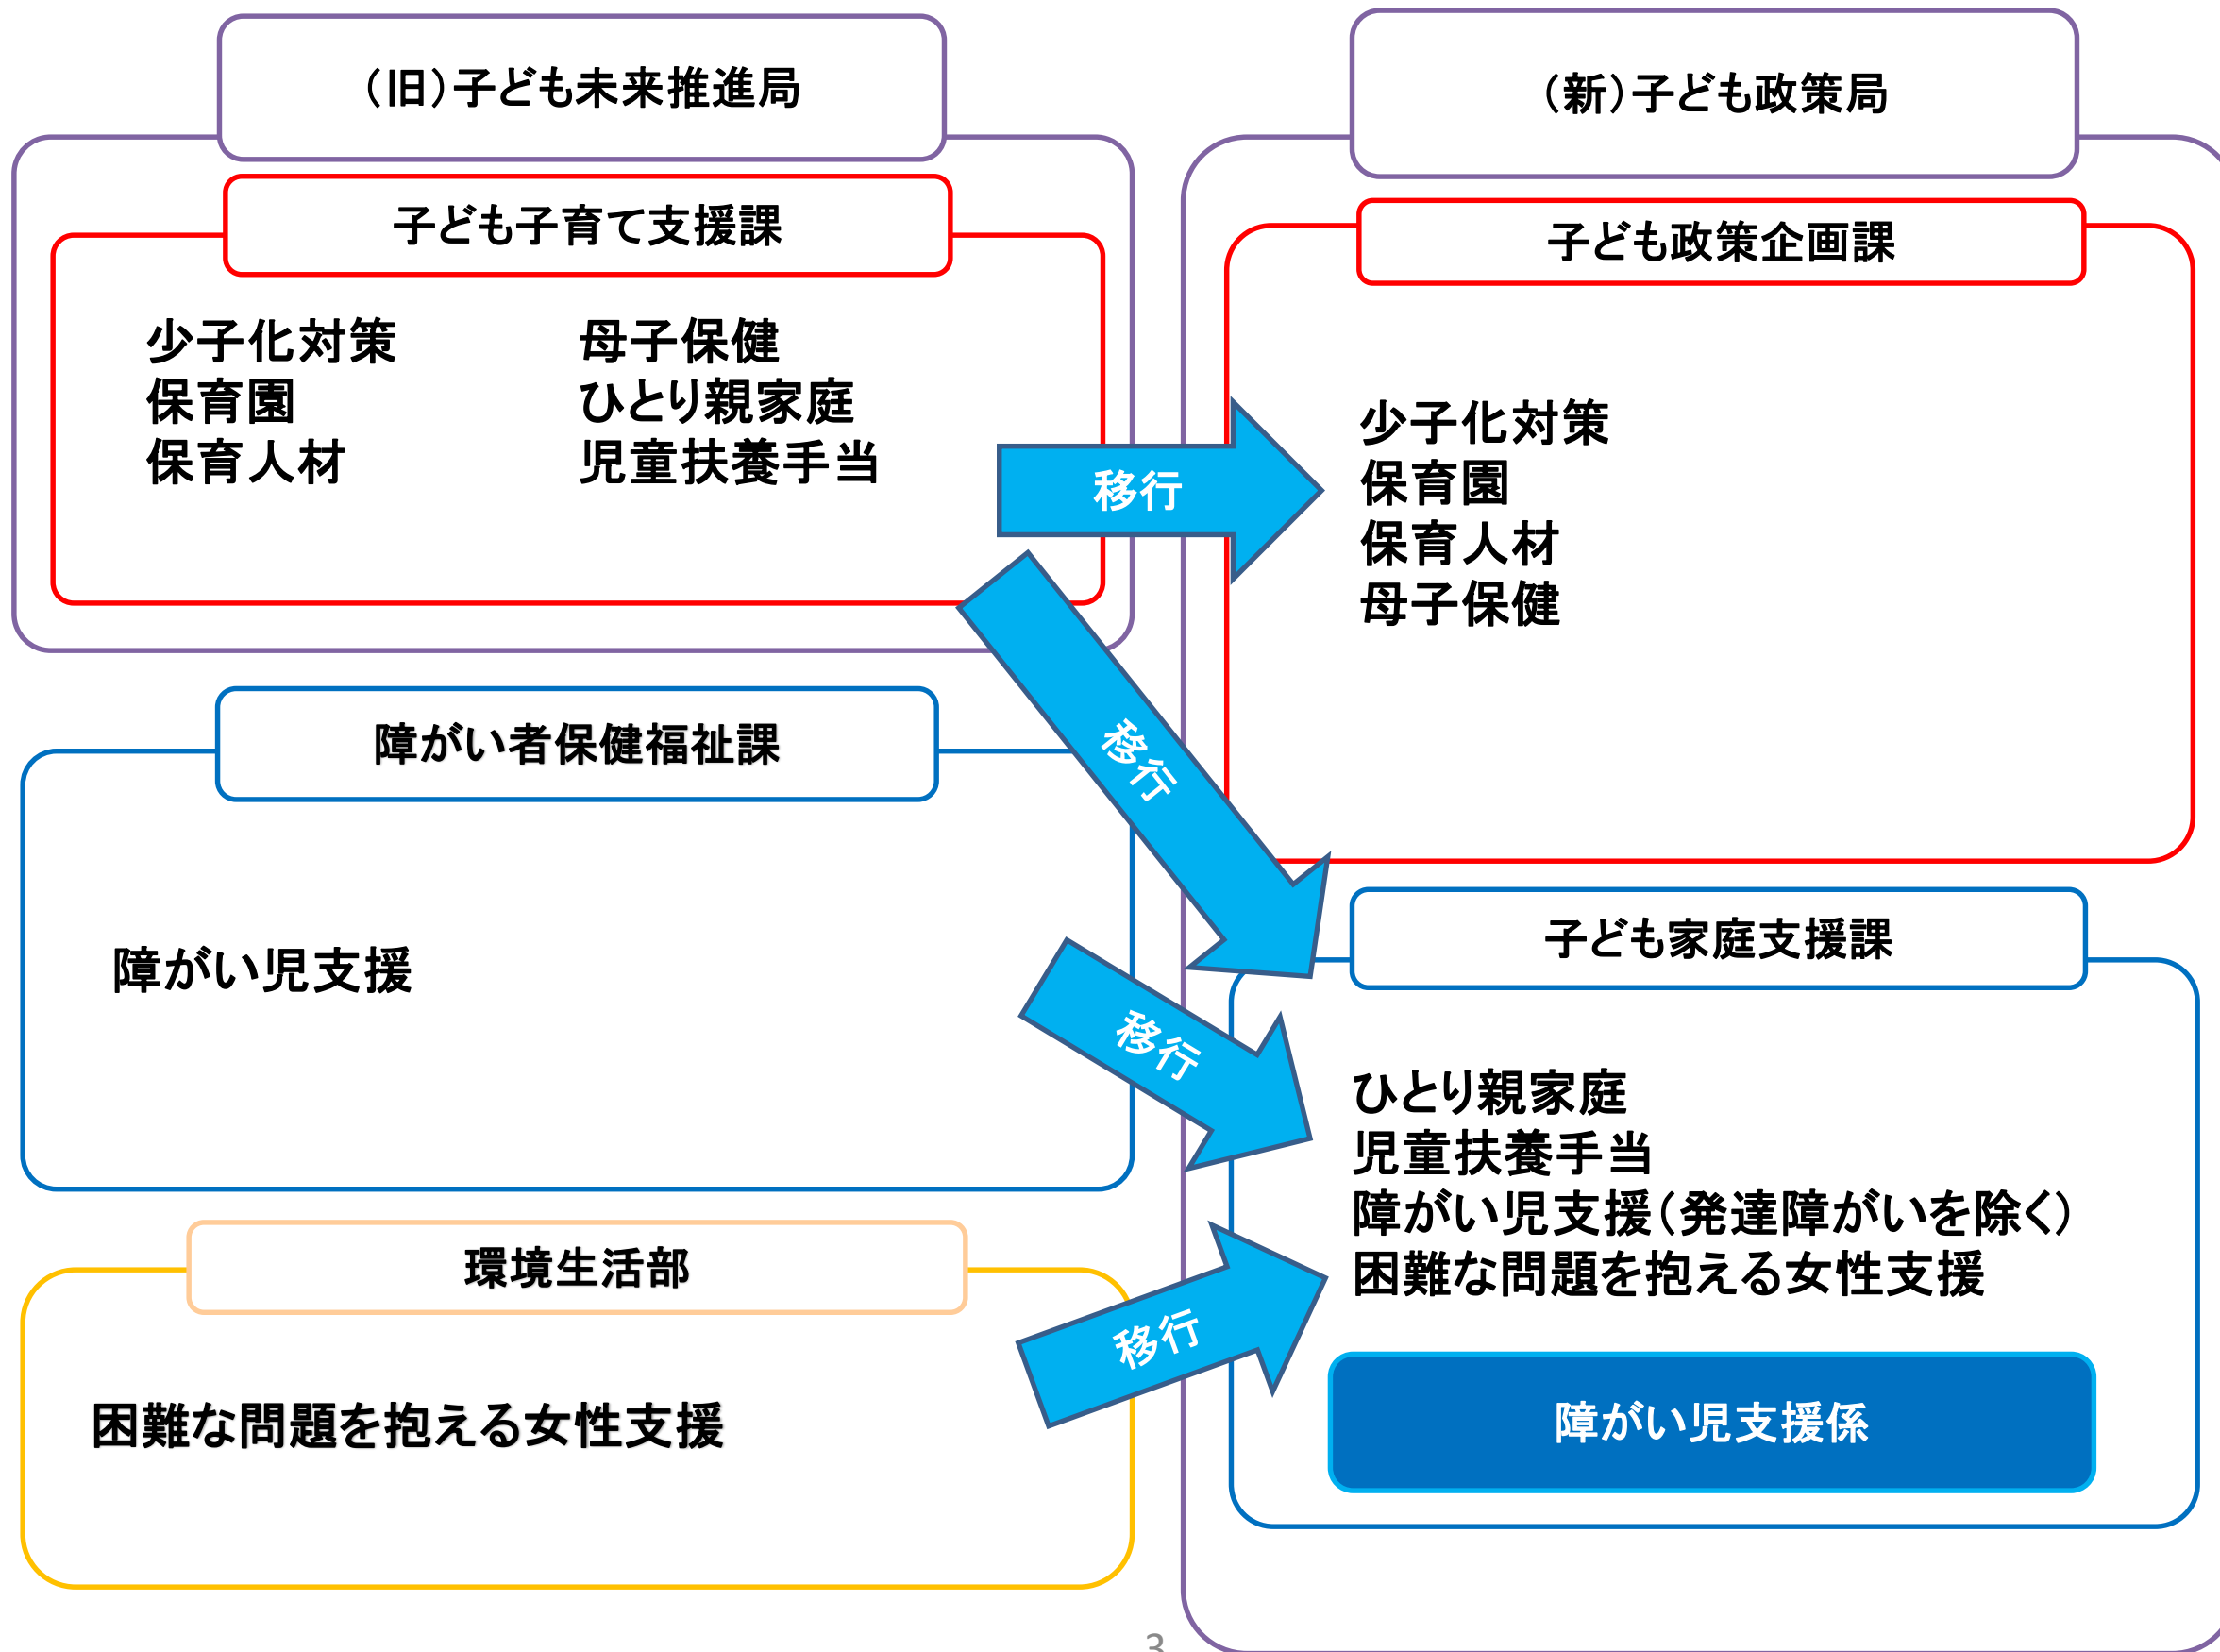 （旧）子ども未来推進局
子ども子育て支援課
少子化対策
保育園
保育人材
母子保健
ひとり親家庭
児童扶養手当
障がい者保健福祉課
障がい児支援
環境生活部
困難な問題を抱える女性支援
移行
移行
移行
移行
（新）子ども政策局
子ども政策企画課
少子化対策
保育園
保育人材
母子保健
子ども家庭支援課
ひとり親家庭
児童扶養手当
障がい児支援（発達障がいを除く）
困難な問題を抱える女性支援
障がい児支援係
3